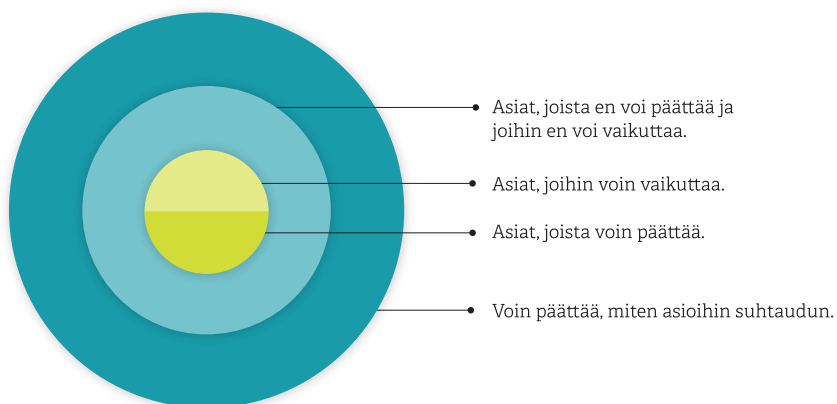 Asiat, joista en voi päättää ja
joihin en voi vaikuttaa.
Asiat, joihin voin vaikuttaa.
Asiat, joista voin päättää.
Voin päättää, miten asioihin suhtaudun.